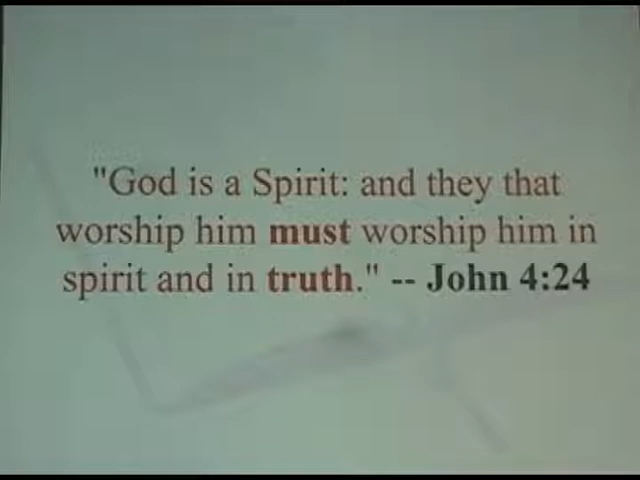 "God is a Spirit: and they that
worship him must worship him in
spirit and in truth." -- John 4:24